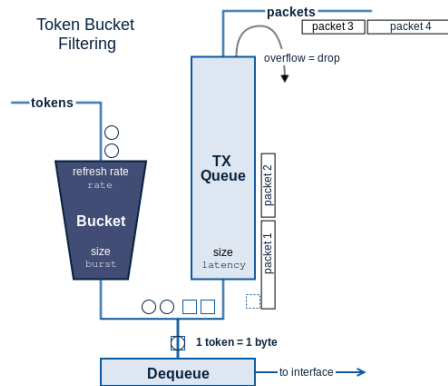 Token Bucket
Filtering
packets
packet 3
packet 4
overflow = drop
tokens
refresh rate
rate
Bucket
size
burst
TX
Queue
size
latency
packet 2
packet 1
1 token = 1 byte
Dequeue
to interface